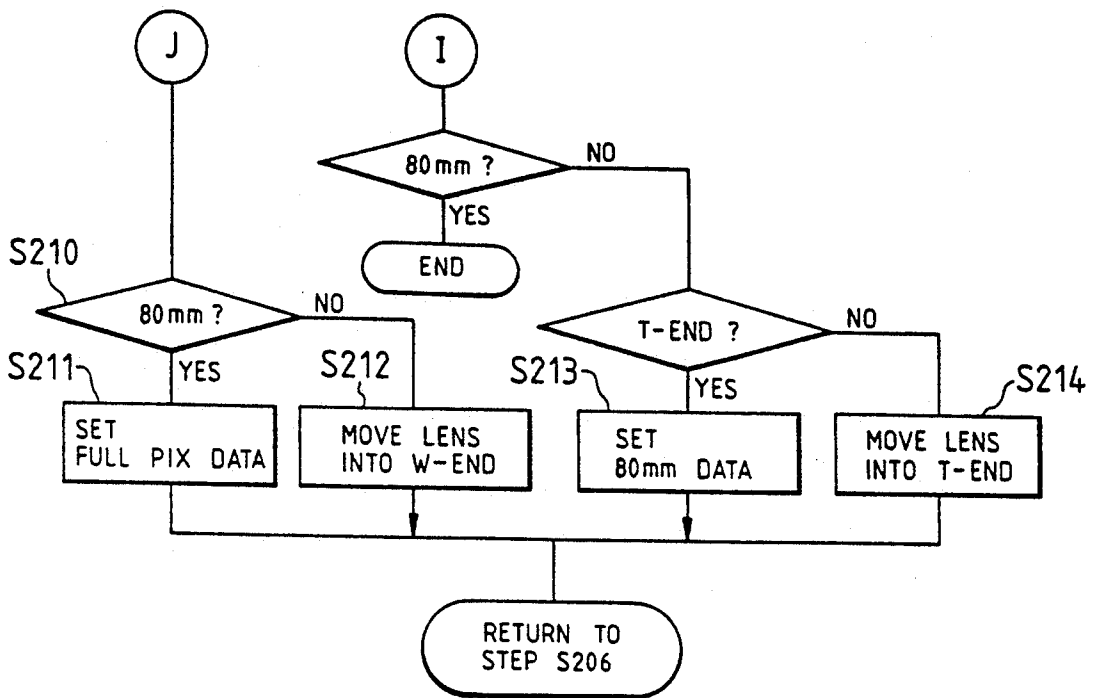 J
I
80mm ?
NO
YES
END
S210
80mm ?
NO
YES
T-END ?
NO
YES
S211
S212
S213
S214
SET
FULL PIX DATA
MOVE LENS
INTO W-END
SET
80mm DATA
MOVE LENS
INTO T-END
RETURN TO
STEP S206